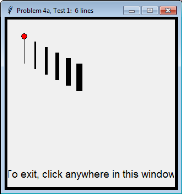 Problem 4a, Test 1: 6 lines
To exit, click anywhere in this window